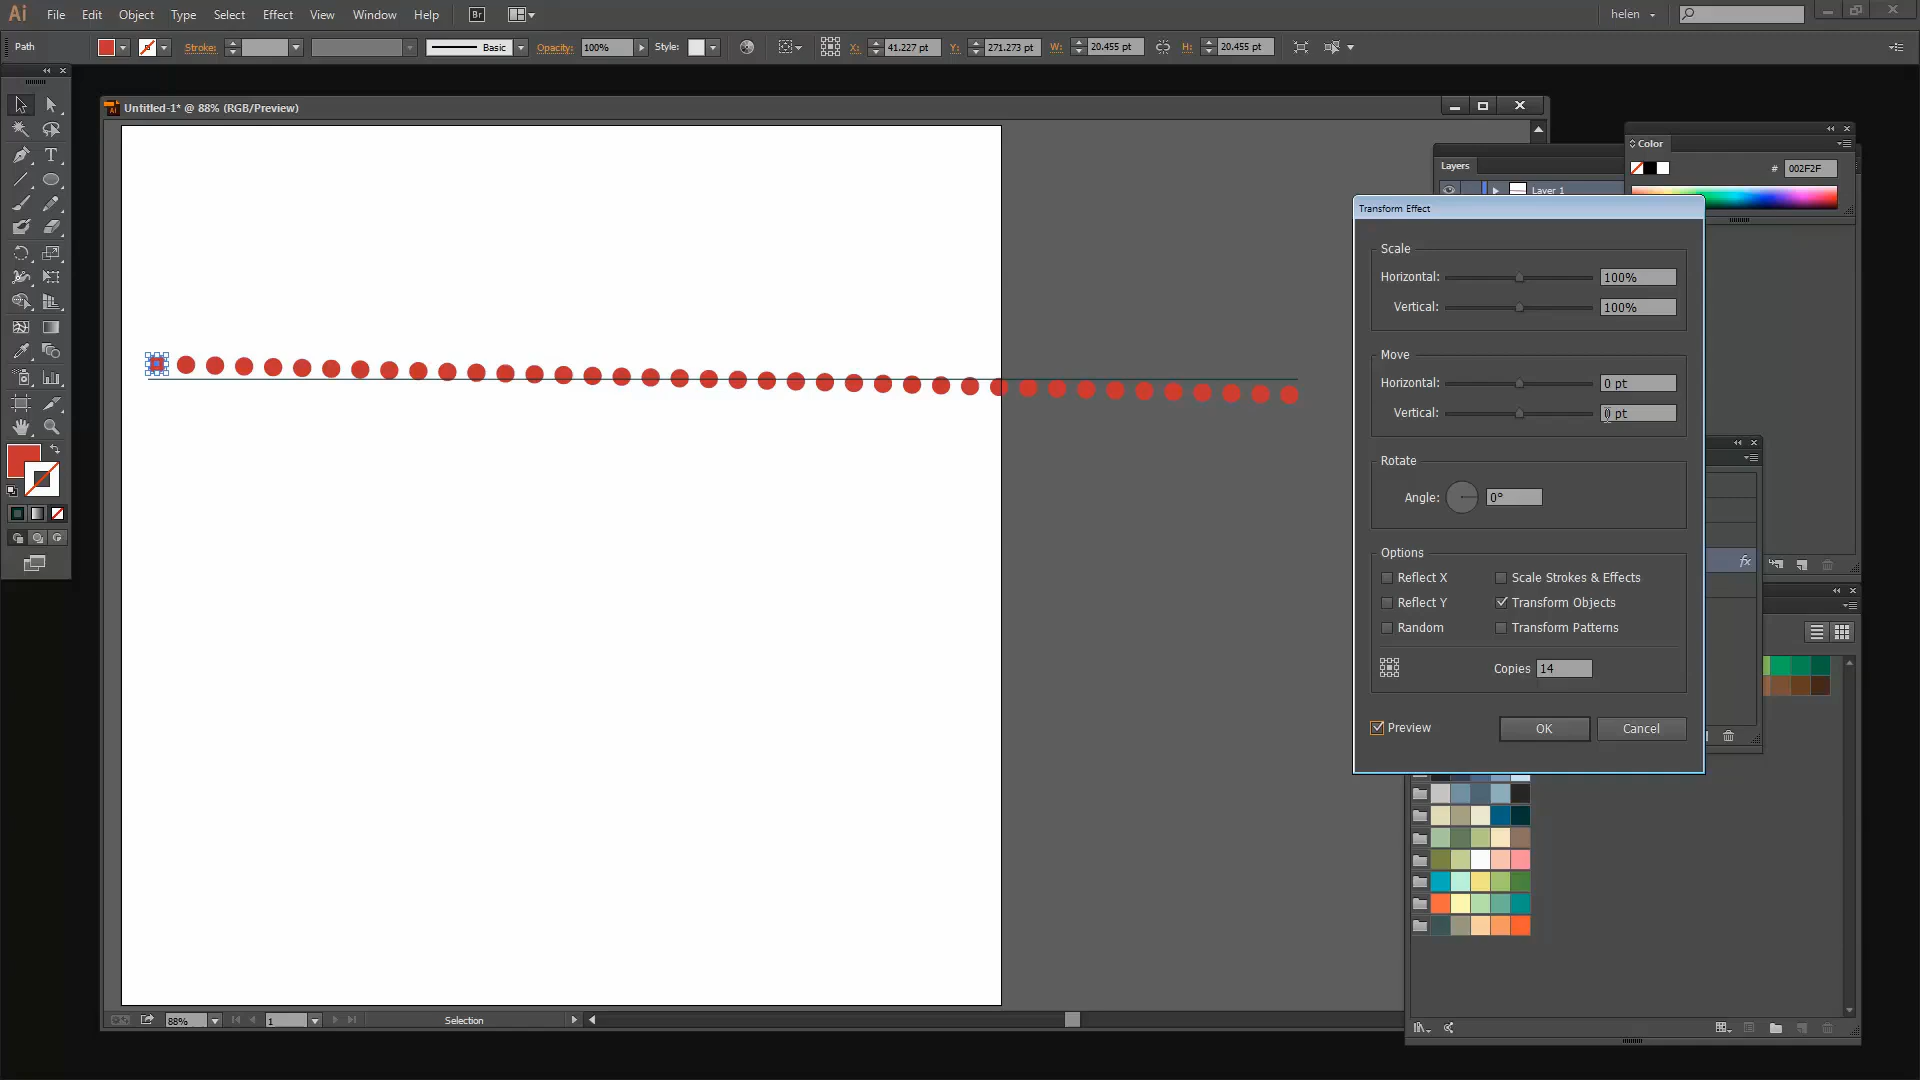 Ai File Edit Object Type Select Effect View Window Help Br helen
Path Stroke: Basic Opacity: 100% Style: X: 41.227 pt Y: 271.273 pt W: 20.455 pt H: 20.455 pt
Untitled-1* @ 88% (RGB/Preview)
Color
Layers
# 002F2F
Layer 1
Transform Effect
Scale
Horizontal: 100%
Vertical: 100%
Move
Horizontal: 0 pt
Vertical: 0 pt
Rotate
Angle: 0°
Options
Reflect X Scale Strokes & Effects
Reflect Y Transform Objects
Random Transform Patterns
Copies 14
Preview OK Cancel
fx
88% 1 Selection